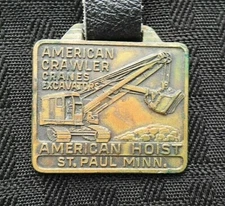 AMERICAN
CRAWLER
CRANES
EXCAVATORS
AMERICAN HOIST
ST. PAUL MINN.